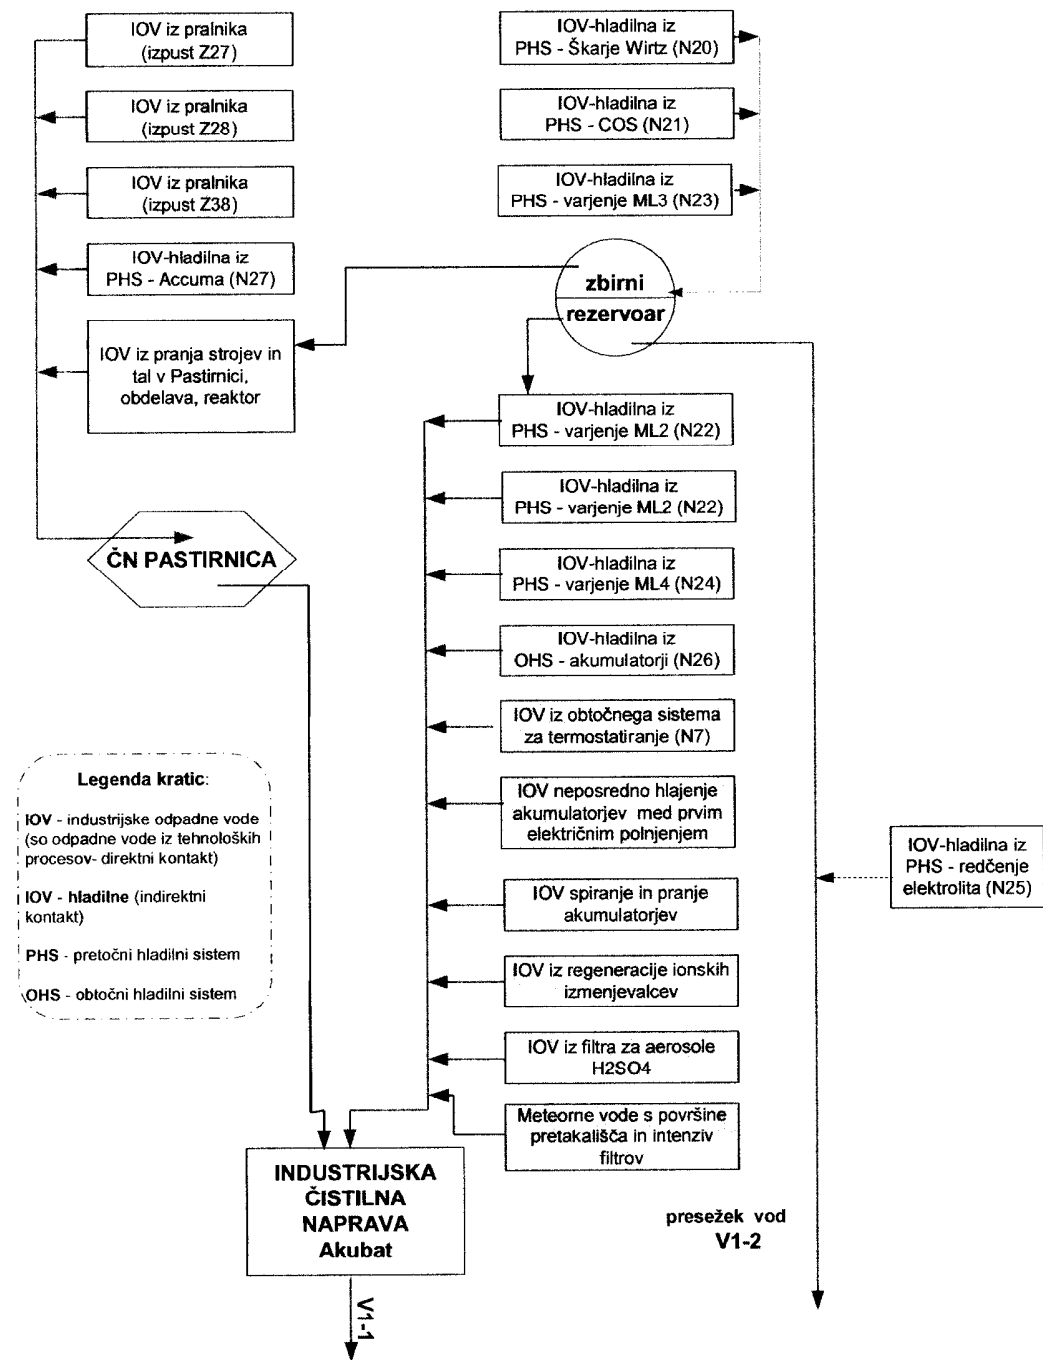 IOV iz pralnika
(izpust Z27)
IOV iz pralnika
(izpust Z28)
IOV iz pralnika
(izpust Z38)
IOV-hladilna iz
PHS - Accuma (N27)
IOV iz pranja strojev in
tal v Pastirnici,
obdelava, reaktor
ČN PASTIRNICA
IOV-hladilna iz
PHS - Škarje Wirtz (N20)
IOV-hladilna iz
PHS - COS (N21)
IOV-hladilna iz
PHS - varjenje ML3 (N23)
zbirni
rezervoar
IOV-hladilna iz
PHS - varjenje ML2 (N22)
IOV-hladilna iz
PHS - varjenje ML2 (N22)
IOV-hladilna iz
PHS - varjenje ML4 (N24)
IOV-hladilna iz
OHS - akumulatorji (N26)
IOV iz obtočnega sistema
za termostatiranje (N7)
IOV neposredno hlajenje
akumulatorjev med prvim
električnim polnjenjem
IOV spiranje in pranje
akumulatorjev
IOV iz regeneracije ionskih
izmenjevalcev
IOV iz filtra za aerosole
H2SO4
Meteorne vode s površine
pretakališča in intenziv
filtrov
IOV-hladilna iz
PHS - redčenje
elektrolita (N25)
Legenda kratic:
IOV - industrijske odpadne vode
(so odpadne vode iz tehnoloških
procesov- direktni kontakt)
IOV - hladilne (indirektni
kontakt)
PHS - pretočni hladilni sistem
OHS - obtočni hladilni sistem
INDUSTRIJSKA
ČISTILNA
NAPRAVA
Akubat
V1-1
presežek vod
V1-2